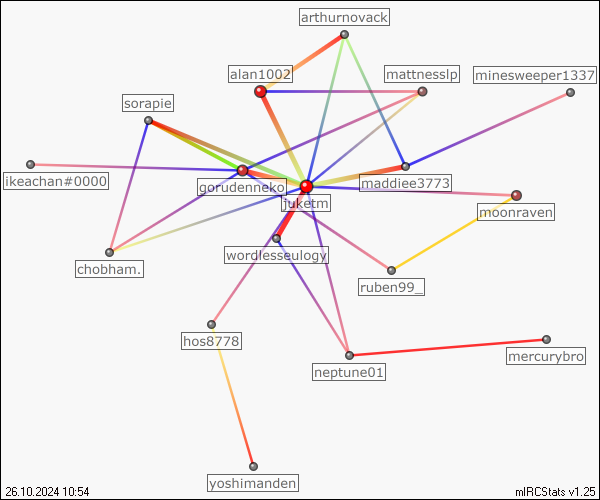 arthurnovack
alan1002
mattnesslp
minesweeper1337
sorapie
ikeachan#0000
gorudenneko
maddiee3773
juketm
moonraven
chobham.
wordlesseulogy
ruben99_
hos8778
neptune01
mercurybro
yoshimanden
26.10.2024 10:54
mIRCStats v1.25